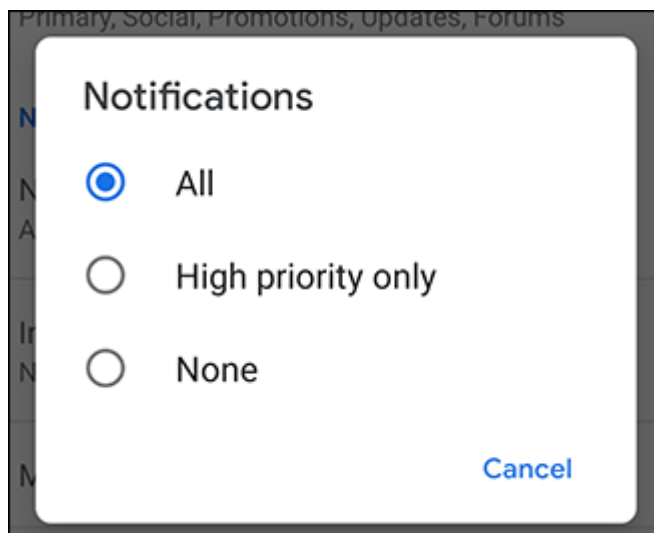 Primary, Social, Promotions, Updates, Forums
Notifications
All
High priority only
None
Cancel